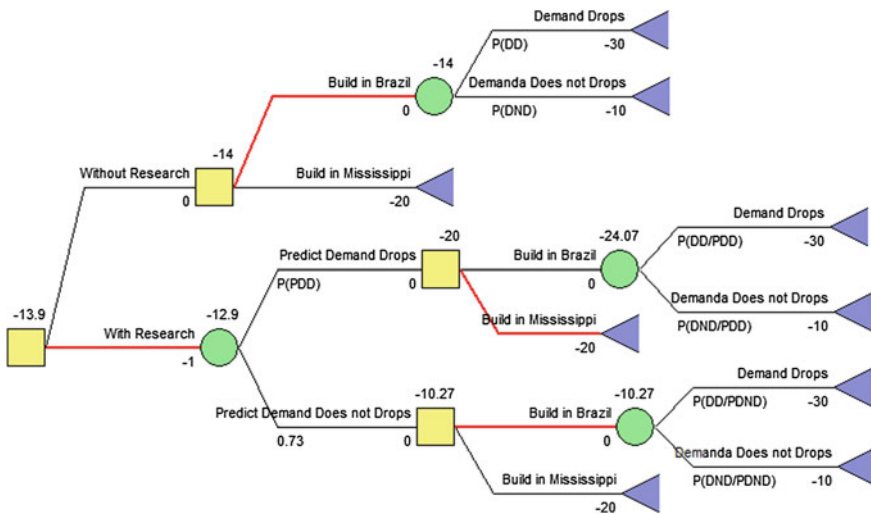 Demand Drops
P(DD) -30
-14
Build in Brazil
0
Demanda Does not Drops
P(DND) -10
-14
Without Research
0
Build in Mississippi
-20
Demand Drops
-24.07
P(DD/PDD) -30
-20
Predict Demand Drops
P(PDD) 0
Build in Brazil
0
Demanda Does not Drops
P(DND/PDD) -10
-13.9
-12.9
With Research
-1
Build in Mississippi
-20
Demand Drops
-10.27
-10.27
P(DD/PDND) -30
Predict Demand Does not Drops
0.73 0
Build in Brazil
0
Demanda Does not Drops
P(DND/PDND) -10
Build in Mississippi
-20